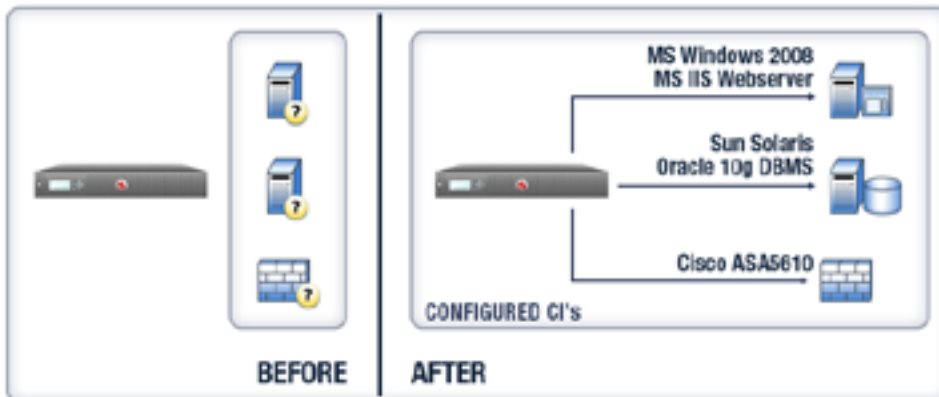 ?
?
?
BEFORE
MS Windows 2008
MS IIS Webserver
Sun Solaris
Oracle 10g DBMS
Cisco ASA5610
CONFIGURED CI's
AFTER